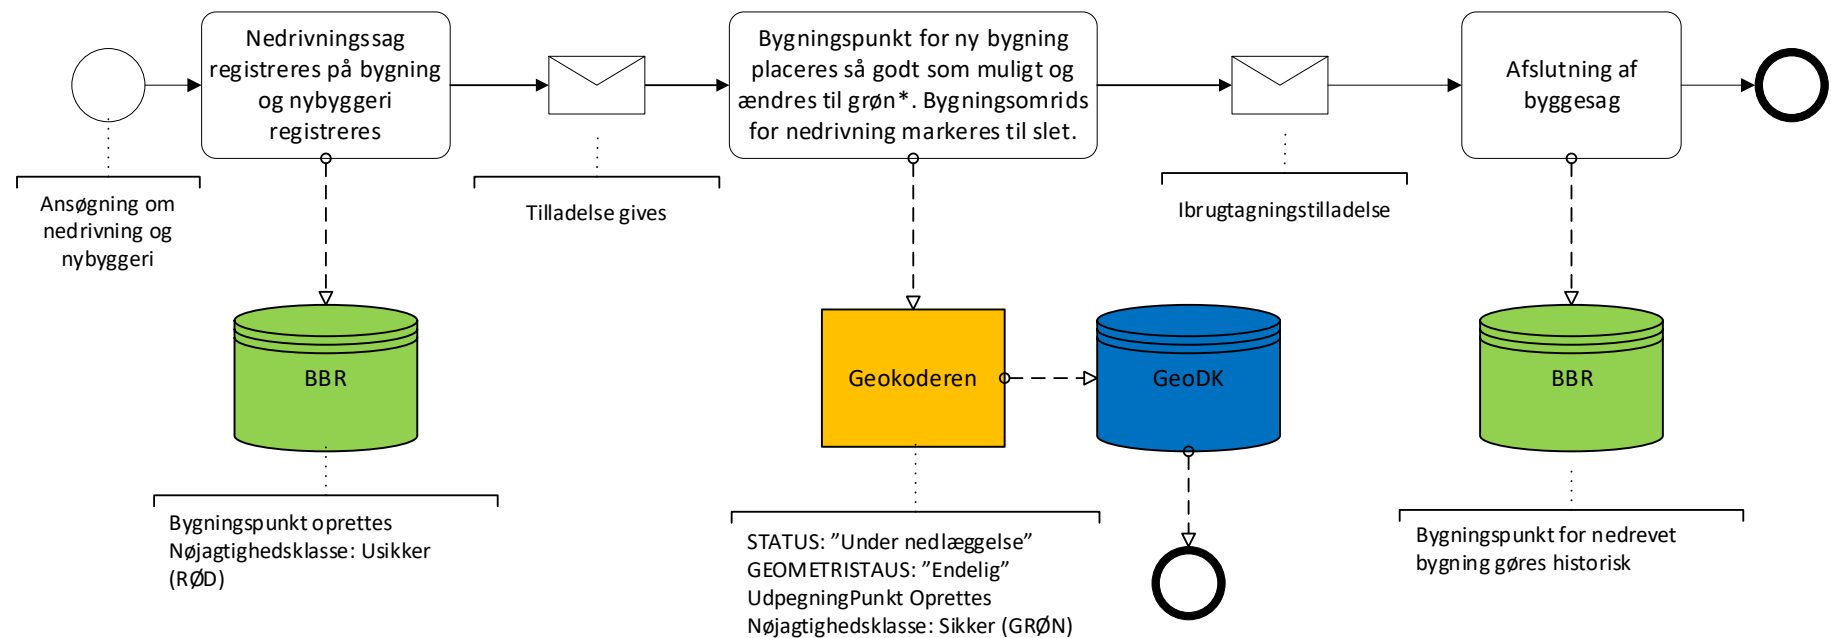 Nedrivningssag
registreres på bygning
og nybyggeri
registreres
Bygningspunkt for ny bygning
placeres så godt som muligt og
ændres til grøn*. Bygningsomrids
for nedrivning markeres til slet.
Afslutning af
byggesag
Ansøgning om
nedrivning og
nybyggeri
Tilladelse gives
Ibrugtagningstilladelse
BBR
Geokoderen
GeoDK
BBR
Bygningspunkt oprettes
Nøjagtighedsklasse: Usikker
(RØD)
STATUS: ”Under nedlæggelse”
GEOMETRISTAUS: ”Endelig”
UdpegningPunkt Oprettes
Nøjagtighedsklasse: Sikker (GRØN)
Bygningspunkt for nedrevet
bygning gøres historisk